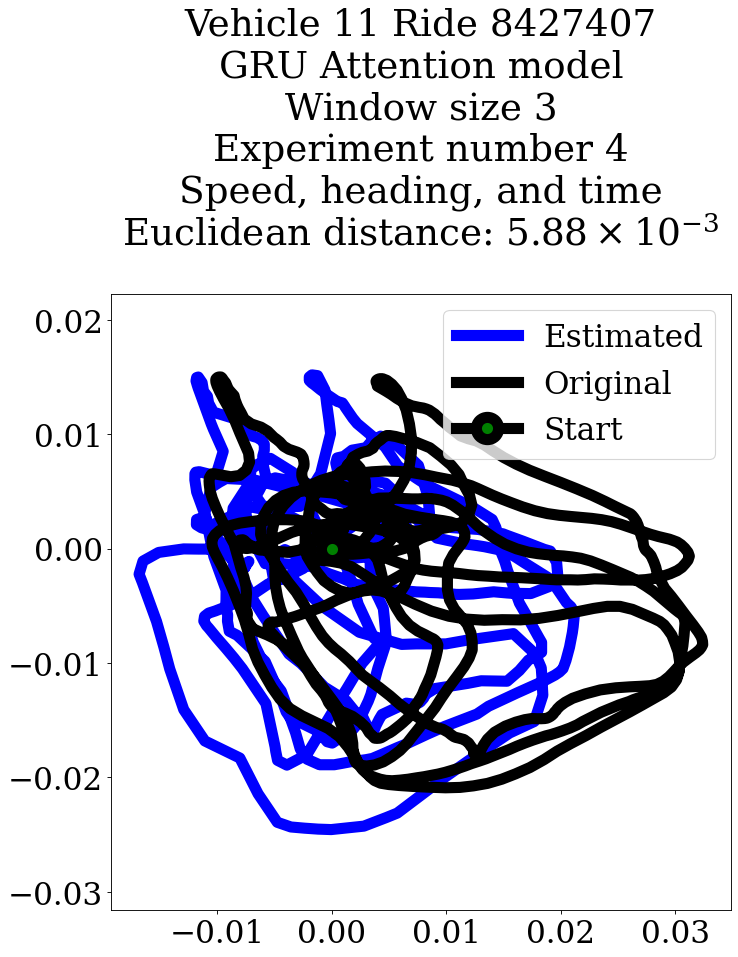 Vehicle 11 Ride 8427407
GRU Attention model
Window size 3
Experiment number 4
Speed, heading, and time
Euclidean distance: 5.88 × 10⁻³
0.02
0.01
0.00
−0.01
−0.02
−0.03
Estimated
Original
Start
−0.01 0.00 0.01 0.02 0.03